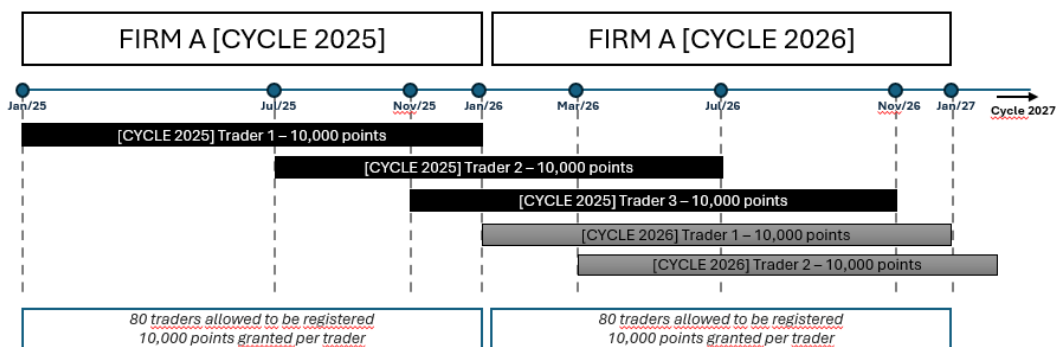 FIRM A [CYCLE 2025]
FIRM A [CYCLE 2026]
Jan/25
Jul/25
Nov/25
Jan/26
Mar/26
Jul/26
Nov/26
Jan/27
Cycle 2027
[CYCLE 2025] Trader 1 – 10,000 points
[CYCLE 2025] Trader 2 – 10,000 points
[CYCLE 2025] Trader 3 – 10,000 points
[CYCLE 2026] Trader 1 – 10,000 points
[CYCLE 2026] Trader 2 – 10,000 points
80 traders allowed to be registered
10,000 points granted per trader
80 traders allowed to be registered
10,000 points granted per trader